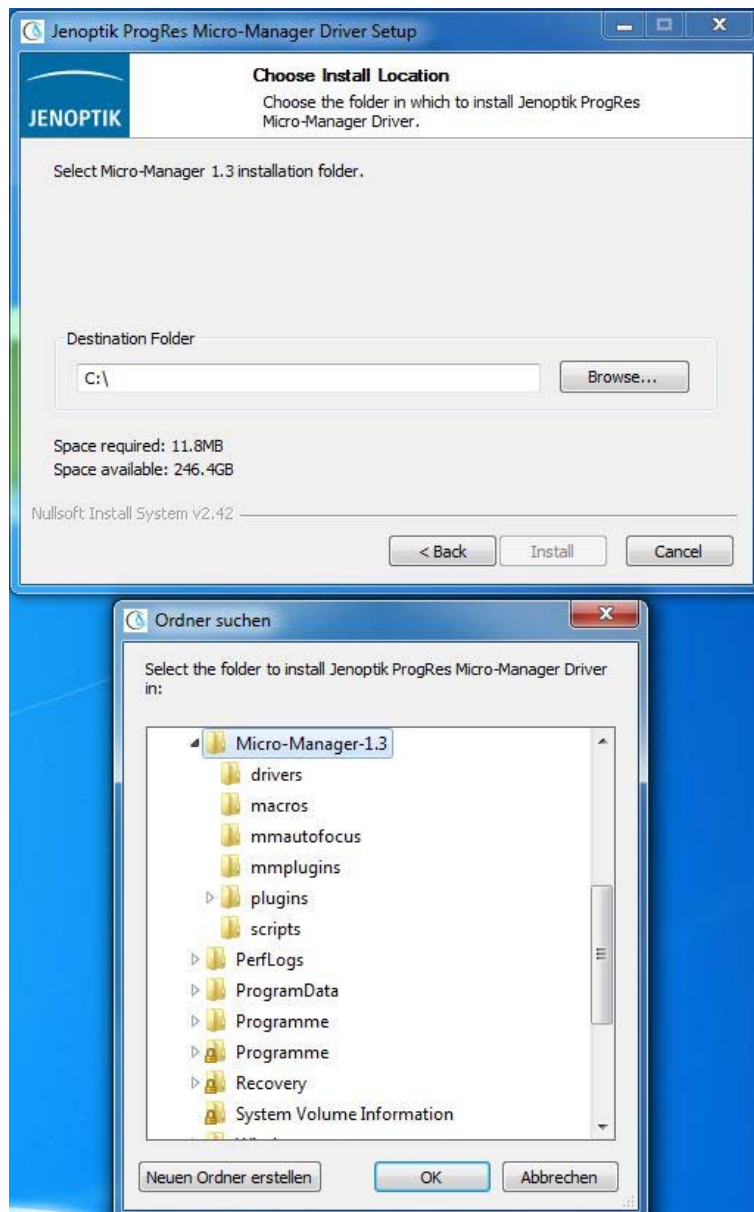 Jenoptik ProgRes Micro-Manager Driver Setup
JENOPTIK
Choose Install Location
Choose the folder in which to install Jenoptik ProgRes
Micro-Manager Driver.
Select Micro-Manager 1.3 installation folder.
Destination Folder
C:\
Browse...
Space required: 11.8MB
Space available: 246.4GB
Nullsoft Install System v2.42
< Back
Install
Cancel
Ordner suchen
Select the folder to install Jenoptik ProgRes Micro-Manager Driver
in:
Micro-Manager-1.3
drivers
macros
mmautofocus
mmplugins
plugins
scripts
PerfLogs
ProgramData
Programme
Programme
Recovery
System Volume Information
Neuen Ordner erstellen
OK
Abbrechen